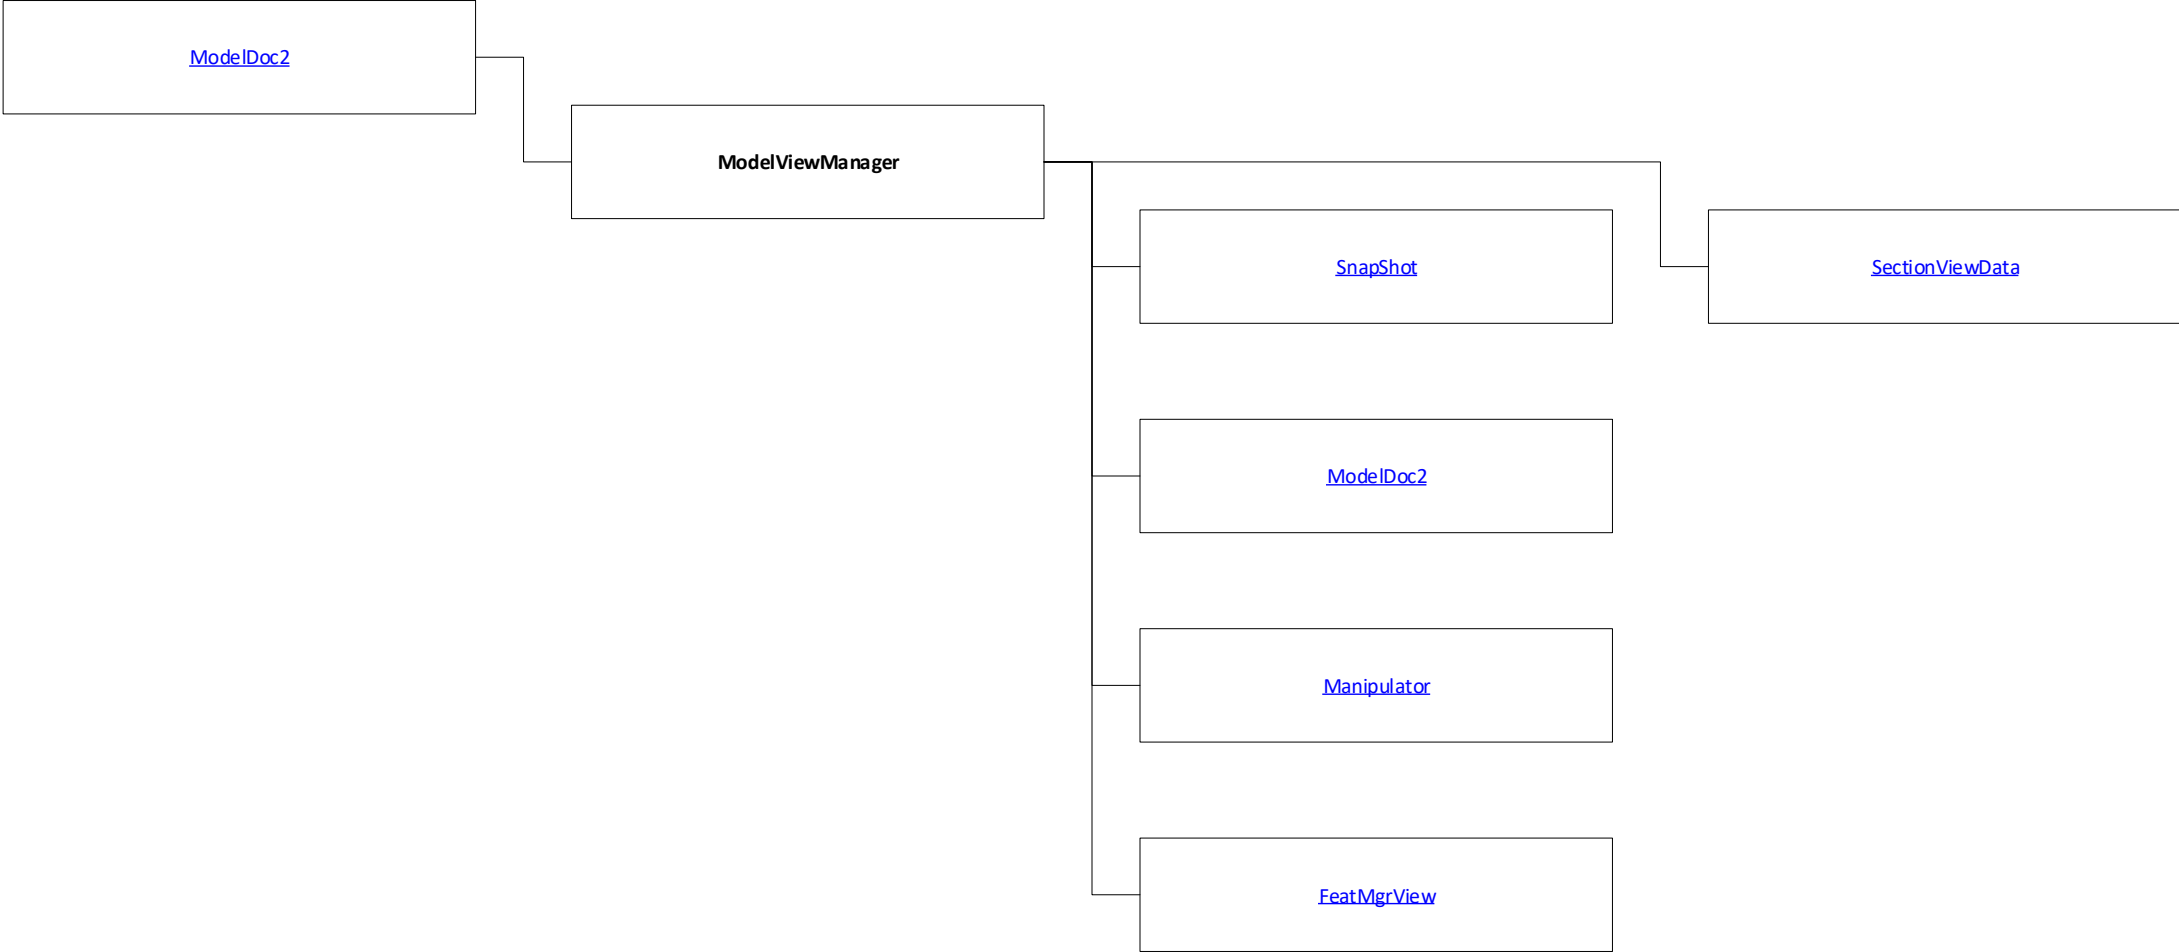 ModelDoc2
ModelViewManager
SnapShot
SectionViewData
ModelDoc2
Manipulator
FeatMgrView